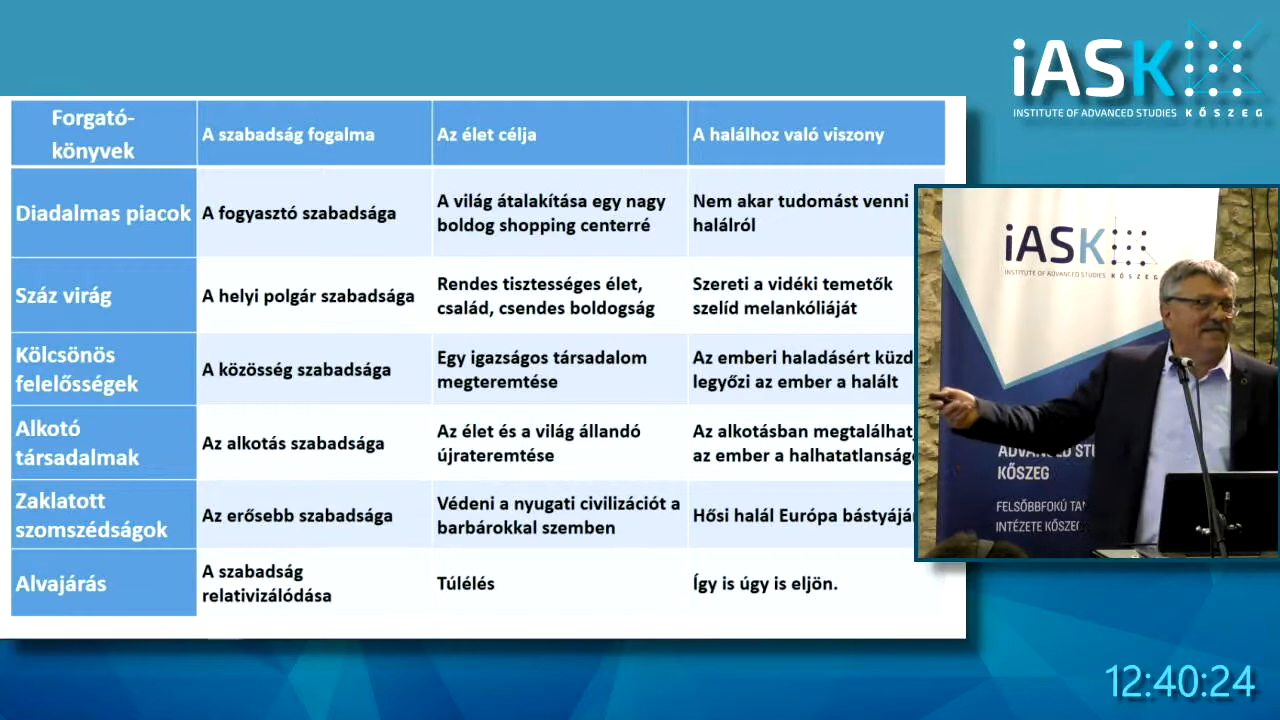 iASK
INSTITUTE OF ADVANCED STUDIES KŐSZEG
Forgató-
könyvek
A szabadság fogalma
Az élet célja
A halálhoz való viszony
Diadalmas piacok
A fogyasztó szabadsága
A világ átalakítása egy nagy
boldog shopping centerré
Nem akar tudomást venni
halálról
Száz virág
A helyi polgár szabadsága
Rendes tisztességes élet,
család, csendes boldogság
Szereti a vidéki temetők
szelíd melankóliáját
Kölcsönös
felelősségek
A közösség szabadsága
Egy igazságos társadalom
megteremtése
Az emberi haladásért küzd
legyőzi az ember a halált
Alkotó
társadalmak
Az alkotás szabadsága
Az élet és a világ állandó
újrateremtése
Az alkotásban
az ember a
Zaklatott
szomszédságok
Az erősebb szabadsága
Védeni a nyugati civilizációt a
barbárokkal szemben
Hősi halál Európa
Alvajárás
A szabadság
relativizálódása
Túlélés
Így is úgy is eljön.
iASK
INSTITUTE OF ADVANCED STUDIES KŐSZEG
KŐSZEG
FELSŐBBFOKÚ
INTÉZETE
12:40:24